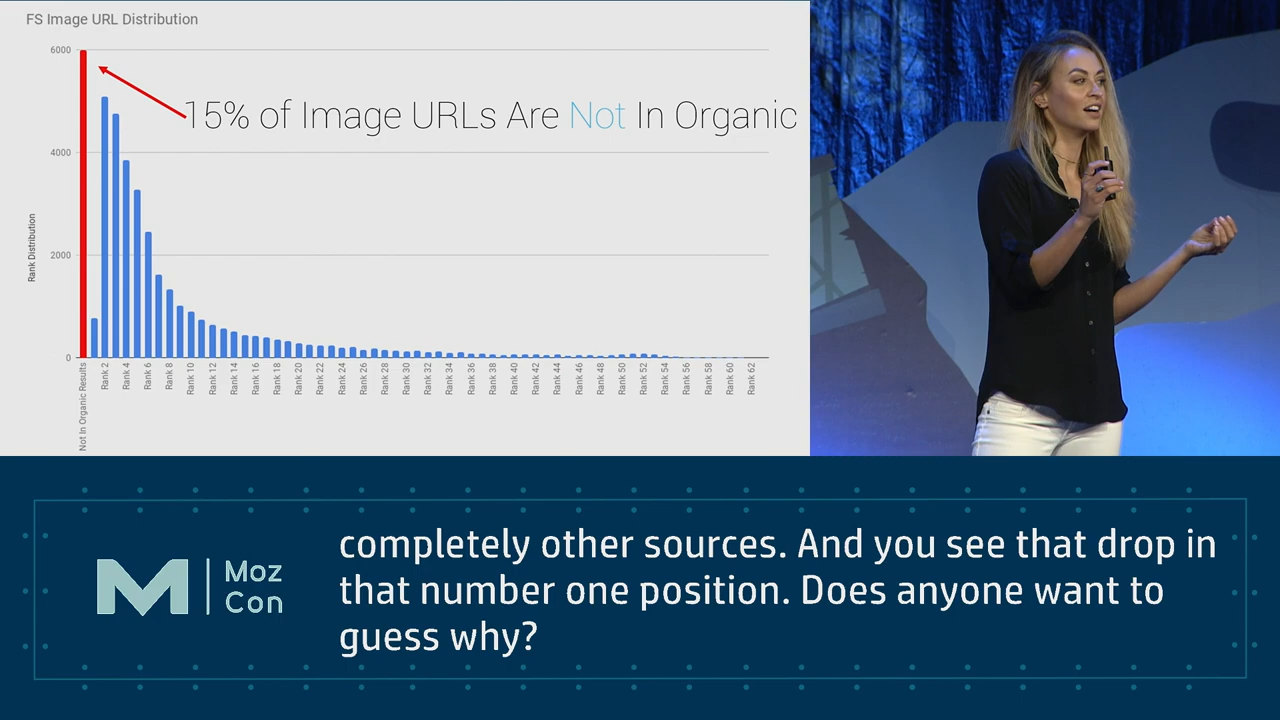 FS Image URL Distribution
6000
15% of Image URLs Are Not In Organic
4000
Rank Distribution
2000
0
Not In Organic Results
Rank 2
Rank 4
Rank 6
Rank 8
Rank 10
Rank 12
Rank 14
Rank 16
Rank 18
Rank 20
Rank 22
Rank 24
Rank 26
Rank 28
Rank 30
Rank 32
Rank 34
Rank 36
Rank 38
Rank 40
Rank 42
Rank 44
Rank 46
Rank 48
Rank 50
Rank 52
Rank 54
Rank 56
Rank 58
Rank 60
Rank 62
Moz
Con
completely other sources. And you see that drop in
that number one position. Does anyone want to
guess why?